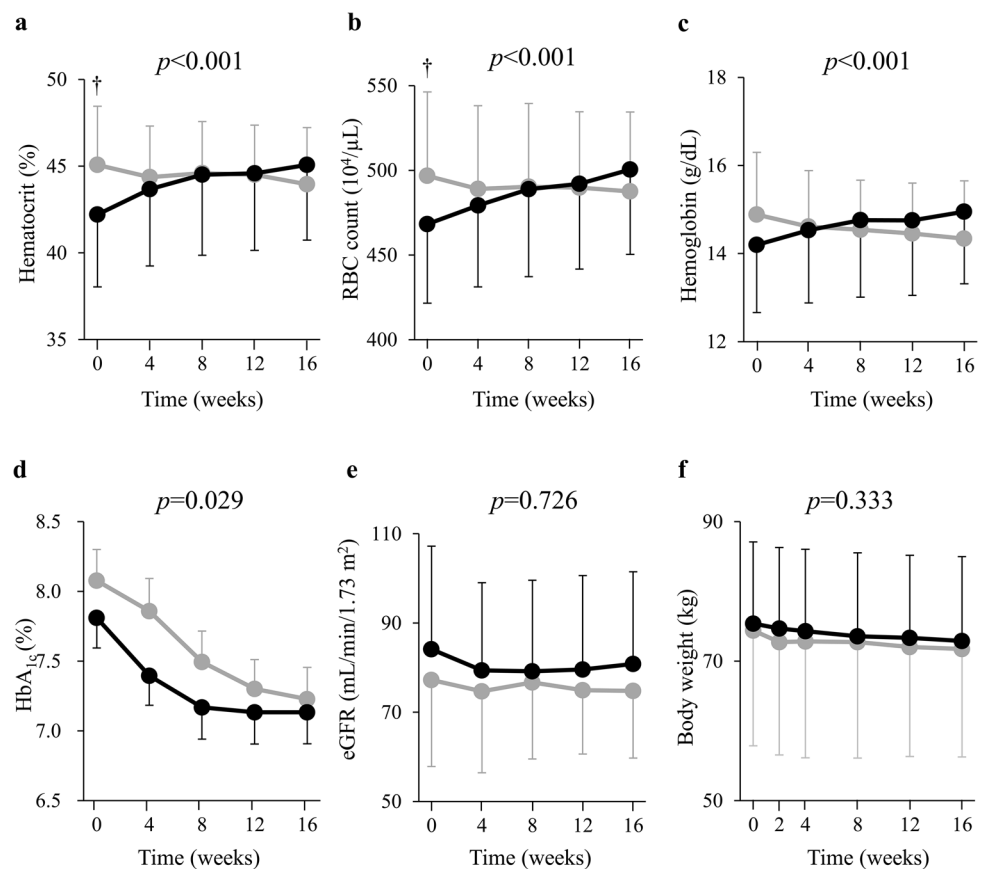 a
p<0.001
†
Hematocrit (%)
50
45
40
35
0 4 8 12 16
Time (weeks)
b
p<0.001
†
RBC count (10⁴/μL)
550
500
450
400
0 4 8 12 16
Time (weeks)
c
p<0.001
Hemoglobin (g/dL)
18
16
14
12
0 4 8 12 16
Time (weeks)
d
p=0.029
HbA₁c (%)
8.5
8.0
7.5
7.0
6.5
0 4 8 12 16
Time (weeks)
e
p=0.726
eGFR (mL/min/1.73 m²)
110
90
70
50
0 4 8 12 16
Time (weeks)
f
p=0.333
Body weight (kg)
90
70
50
0 2 4 8 12 16
Time (weeks)